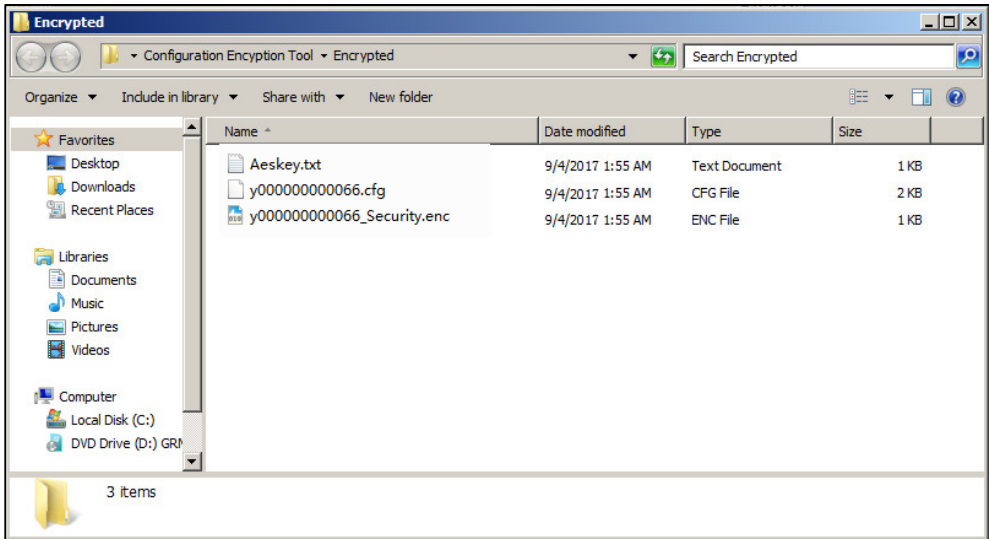 Encrypted
Configuration Encyption Tool Encrypted Search Encrypted
Organize Include in library Share with New folder
Name Date modified Type Size
Favorites
Desktop
Downloads
Recent Places
Libraries
Documents
Music
Pictures
Videos
Computer
Local Disk (C:)
DVD Drive (D:) GRM
Aeskey.txt 9/4/2017 1:55 AM Text Document 1 KB
y000000000066.cfg 9/4/2017 1:55 AM CFG File 2 KB
y000000000066_Security.enc 9/4/2017 1:55 AM ENC File 1 KB
3 items